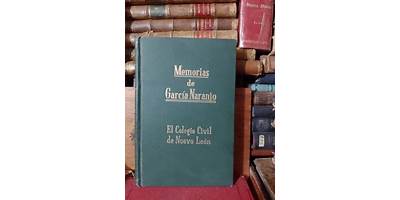 Memorias
de
García Naranjo
El Colegio Civil
de Nuevo León